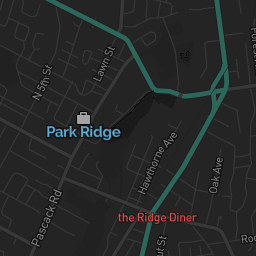 Lawn St
N 5th St
Park Ridge
Hawthorne Ave
Oak Ave
Pascack Rd
the Ridge Diner